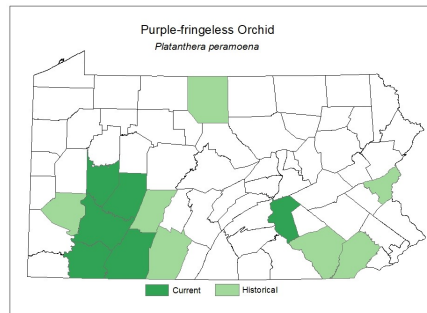 Purple-fringeless Orchid
Platanthera peramoena
Current
Historical